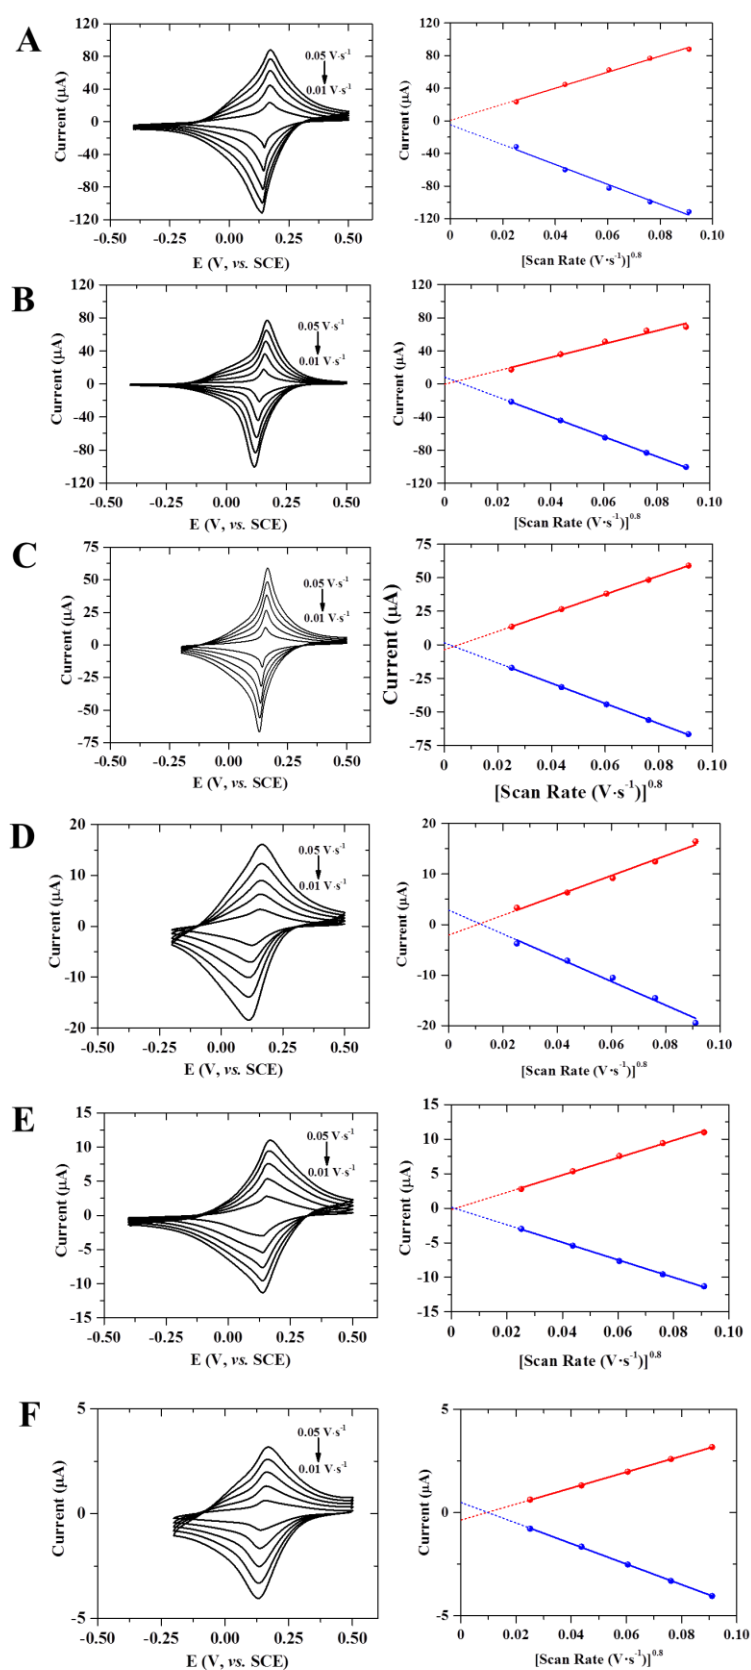 A
120
80
40
0
-40
-80
-120
Current (μA)
-0.50 -0.25 0.00 0.25 0.50
E (V, vs. SCE)
0.05 V·s-1
0.01 V·s-1
120
80
40
0
-40
-80
-120
Current (μA)
0 0.02 0.04 0.06 0.08 0.10
[Scan Rate (V·s-1)]0.8
B
120
80
40
0
-40
-80
-120
Current (μA)
-0.50 -0.25 0.00 0.25 0.50
E (V, vs. SCE)
0.05 V·s-1
0.01 V·s-1
120
80
40
0
-40
-80
-120
Current (μA)
0 0.02 0.04 0.06 0.08 0.10
[Scan Rate (V·s-1)]0.8
C
75
50
25
0
-25
-50
-75
Current (μA)
-0.50 -0.25 0.00 0.25 0.50
E (V, vs. SCE)
0.05 V·s-1
0.01 V·s-1
75
50
25
0
-25
-50
-75
Current (μA)
0 0.02 0.04 0.06 0.08 0.10
[Scan Rate (V·s-1)]0.8
D
20
10
0
-10
-20
Current (μA)
-0.50 -0.25 0.00 0.25 0.50
E (V, vs. SCE)
0.05 V·s-1
0.01 V·s-1
20
10
0
-10
-20
Current (μA)
0 0.02 0.04 0.06 0.08 0.10
[Scan Rate (V·s-1)]0.8
E
15
10
5
0
-5
-10
-15
Current (μA)
-0.50 -0.25 0.00 0.25 0.50
E (V, vs. SCE)
0.05 V·s-1
0.01 V·s-1
15
10
5
0
-5
-10
-15
Current (μA)
0 0.02 0.04 0.06 0.08 0.10
[Scan Rate (V·s-1)]0.8
F
5
0
-5
Current (μA)
-0.50 -0.25 0.00 0.25 0.50
E (V, vs. SCE)
0.05 V·s-1
0.01 V·s-1
5
0
-5
Current (μA)
0 0.02 0.04 0.06 0.08 0.10
[Scan Rate (V·s-1)]0.8